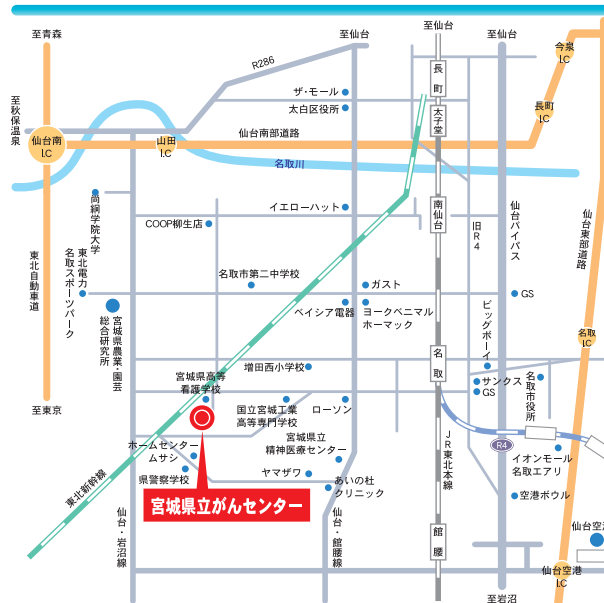 至青森
至仙台
至仙台
至仙台
今泉
I.C
R286
長町
至秋保温泉
ザ・モール
太白区役所
長町
I.C
太子堂
仙台南
I.C
山田
I.C
仙台南部道路
名取川
尚絅学院大学
イエローハット
南仙台
仙台バイパス
仙台東部道路
COOP柳生店
旧R4
東北自動車道
東北電力
名取スポーツパーク
名取市第二中学校
ガスト
GS
ベイシア電器
ヨークベニマル
ホーマック
ビッグボーイ
宮城県農業・園芸
総合研究所
名取
I.C
増田西小学校
名取
宮城県高等
看護学校
サンクス
GS
名取市役所
至東京
国立宮城工業
高等専門学校
ローソン
ホームセンター
ムサシ
宮城県立
精神医療センター
JR東北本線
R4
イオンモール
名取エアリ
県警察学校
ヤマザワ
あいの杜
クリニック
東北新幹線
空港ボウル
宮城県立がんセンター
仙台・岩沼線
仙台・館腰線
館腰
仙台空
仙台空港
I.C
至岩沼